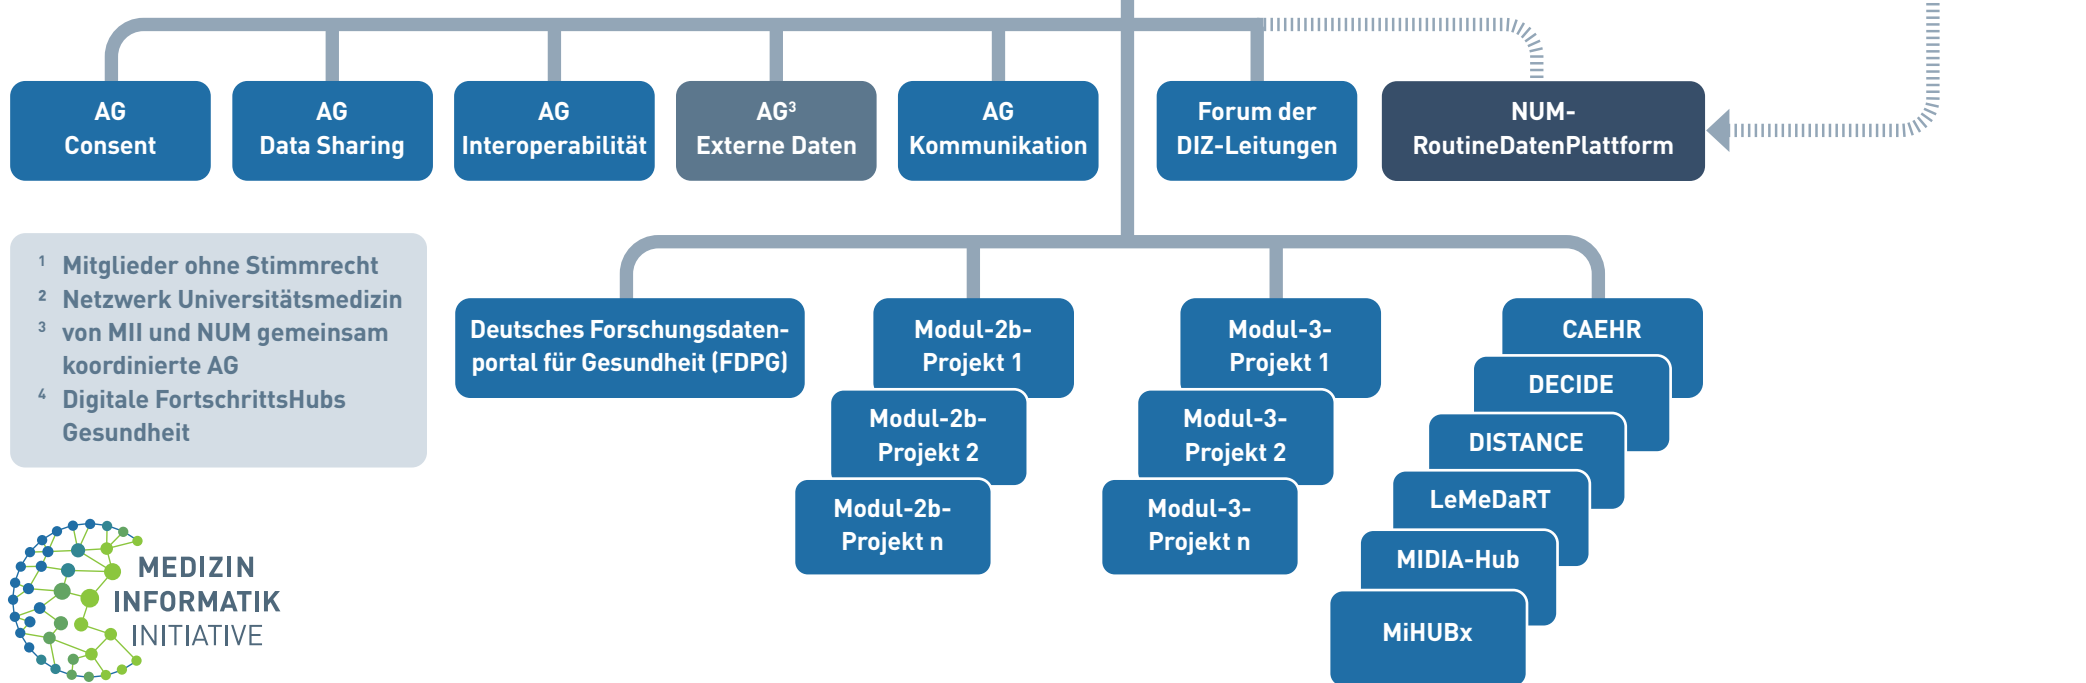 AG
Consent
AG
Data Sharing
AG
Interoperabilität
AG³
Externe Daten
AG
Kommunikation
Forum der
DIZ-Leitungen
NUM-
RoutineDatenPlattform
¹ Mitglieder ohne Stimmrecht
² Netzwerk Universitätsmedizin
³ von MII und NUM gemeinsam
koordinierte AG
⁴ Digitale FortschrittsHubs
Gesundheit
Deutsches Forschungsdaten-
portal für Gesundheit (FDPG)
Modul-2b-
Projekt 1
Modul-2b-
Projekt 2
Modul-2b-
Projekt n
Modul-3-
Projekt 1
Modul-3-
Projekt 2
Modul-3-
Projekt n
CAEHR
DECIDE
DISTANCE
LeMeDaRT
MIDIA-Hub
MiHUBx
MEDIZIN
INFORMATIK
INITIATIVE